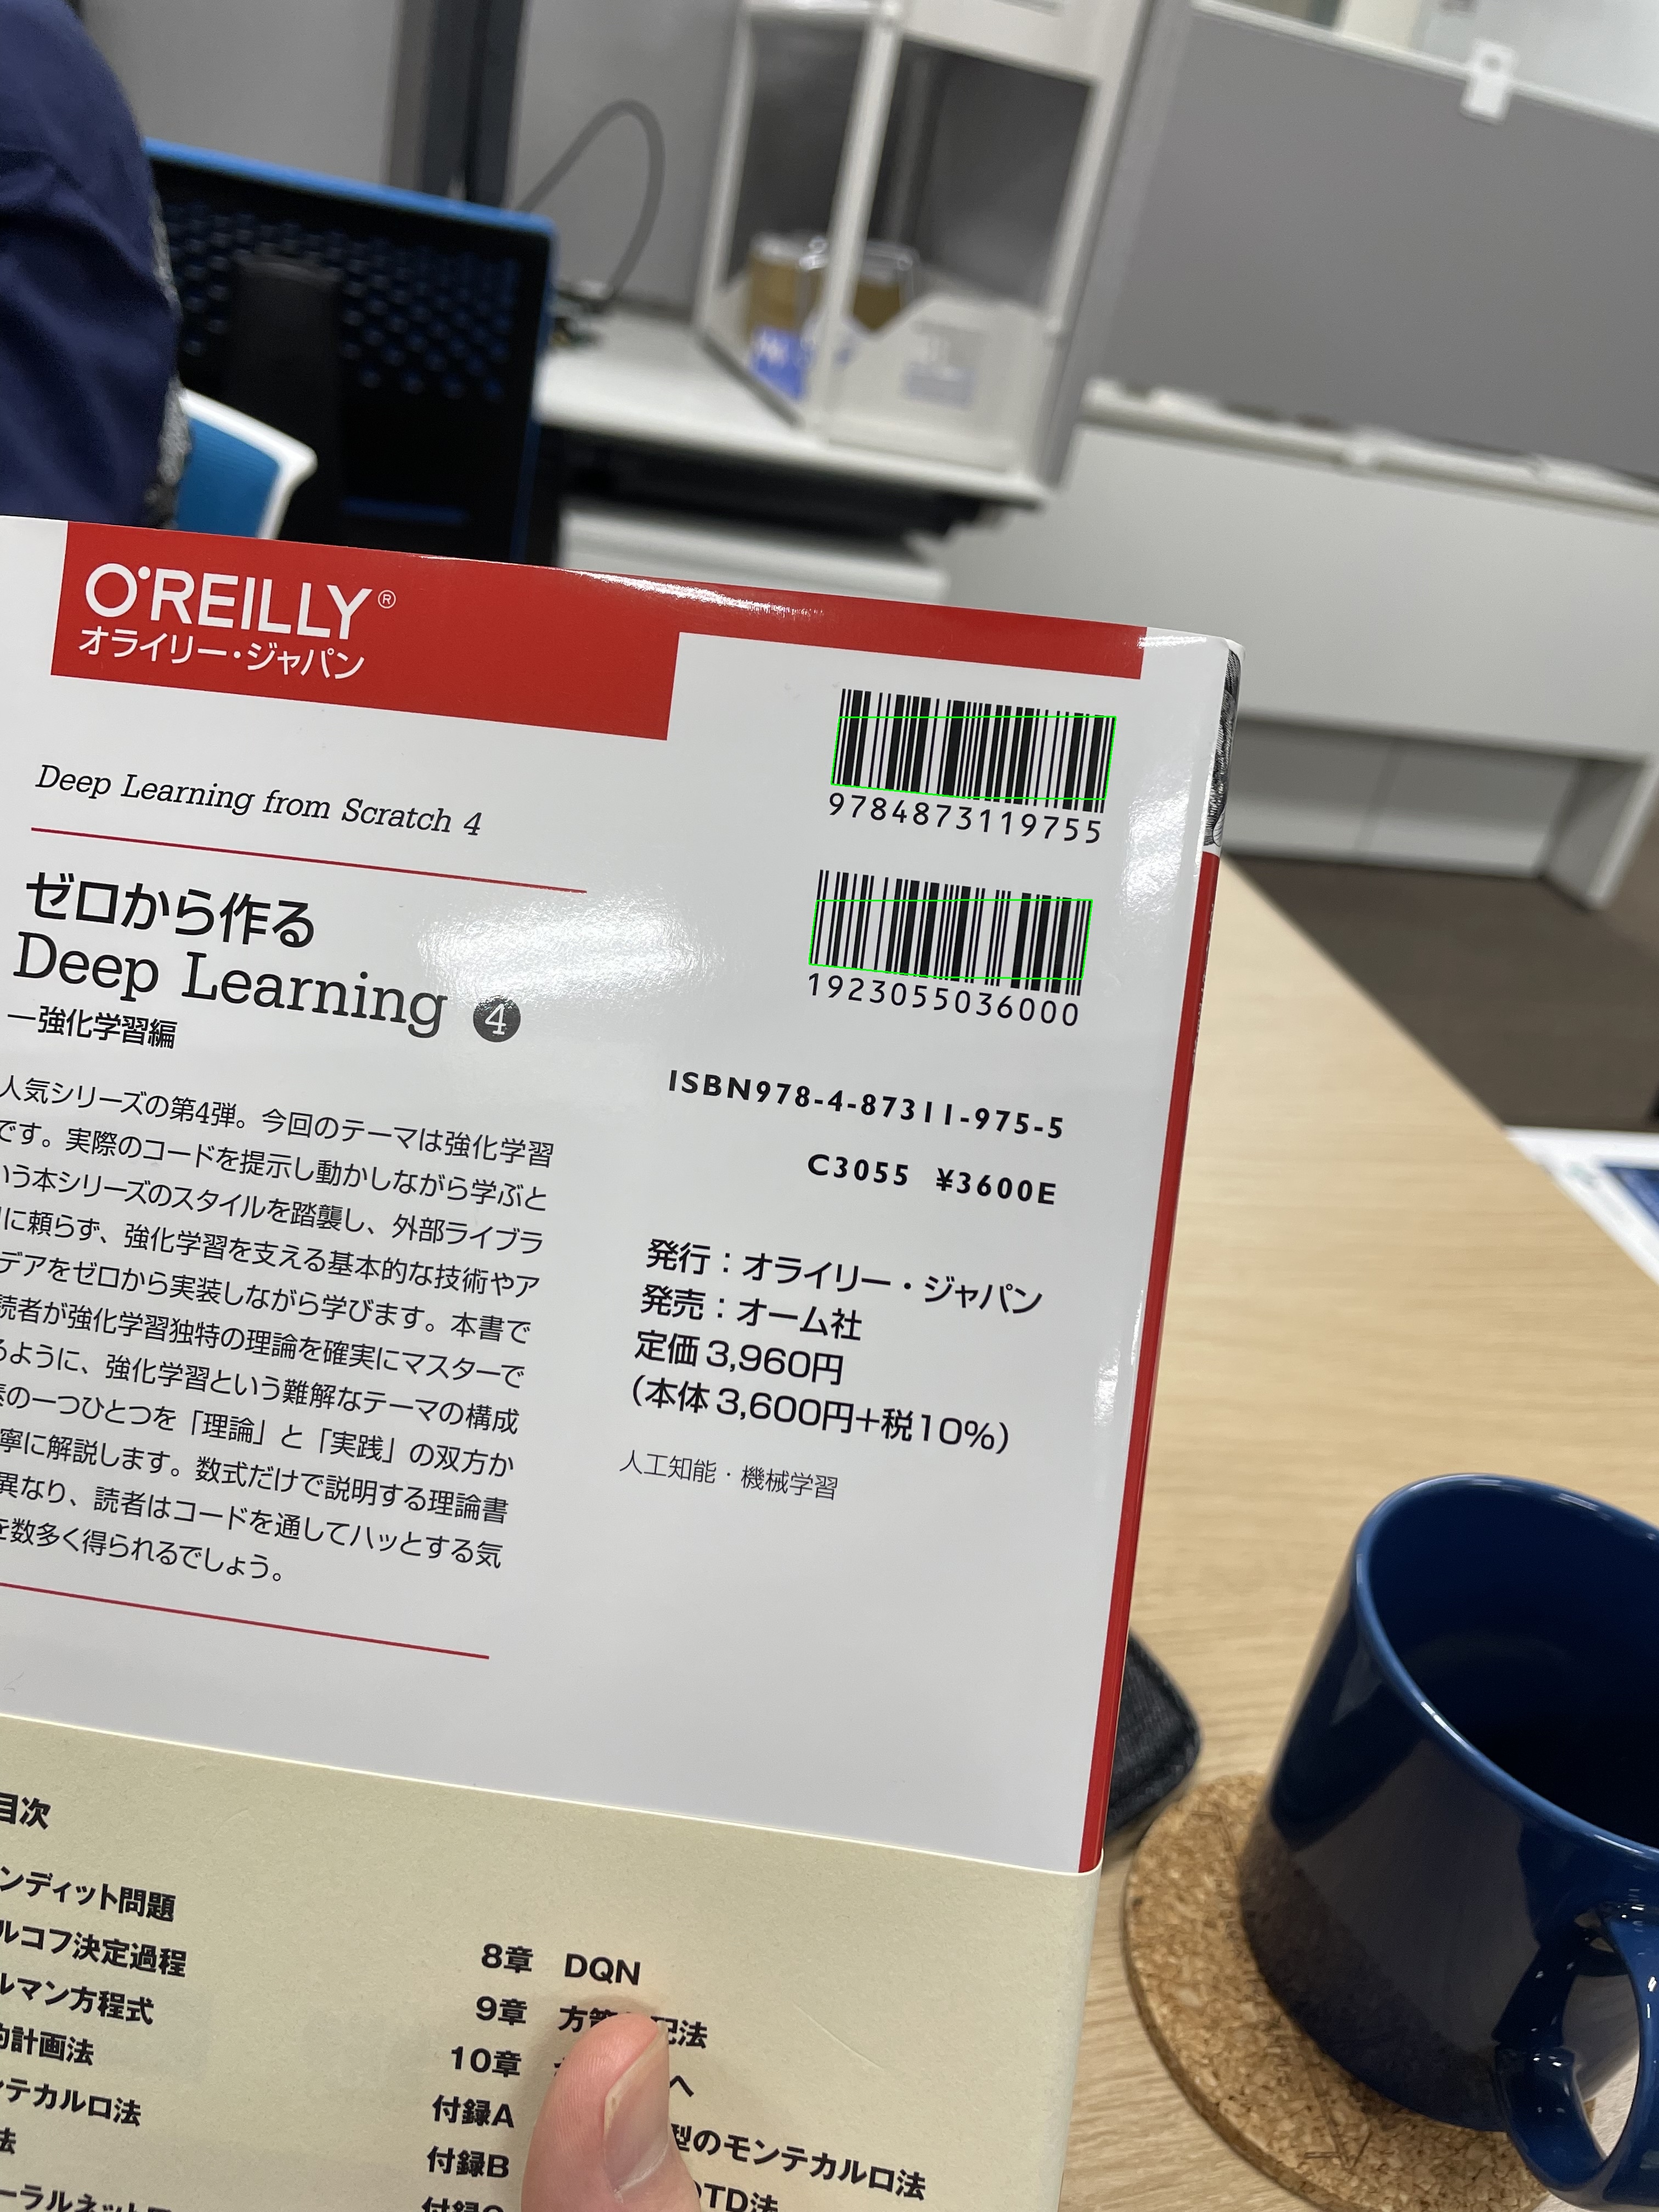 O'REILLY®
オライリー・ジャパン
9784873119755
1923055036000
Deep Learning from Scratch 4
ゼロから作る
Deep Learning ❹
―強化学習編
人気シリーズの第4弾。今回のテーマは強化学習
です。実際のコードを提示し動かしながら学ぶと
いう本シリーズのスタイルを踏襲し、外部ライブラ
に頼らず、強化学習を支える基本的な技術やア
デアをゼロから実装しながら学びます。本書で
読者が強化学習独特の理論を確実にマスターで
るように、強化学習という難解なテーマの構成
素の一つひとつを「理論」と「実践」の双方か
寧に解説します。数式だけで説明する理論書
異なり、読者はコードを通してハッとする気
を数多く得られるでしょう。
ISBN978-4-87311-975-5
C3055 ¥3600E
発行：オライリー・ジャパン
発売：オーム社
定価3,960円
（本体3,600円+税10%）
人工知能・機械学習
目次
ンディット問題
ルコフ決定過程
ルマン方程式
的計画法
ンテカルロ法
法
ーラルネット
8章 DQN
9章 方策 配法
10章 へ
付録A 型のモンテカルロ法
付録B TD法
付録